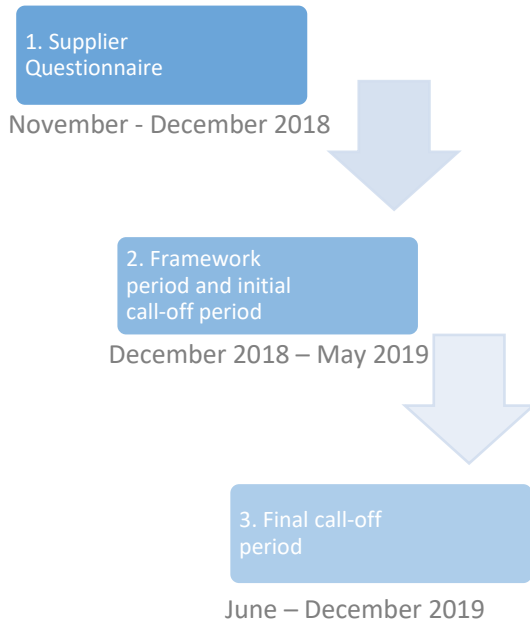 1. Supplier
Questionnaire
November - December 2018
2. Framework
period and initial
call-off period
December 2018 – May 2019
3. Final call-off
period
June – December 2019